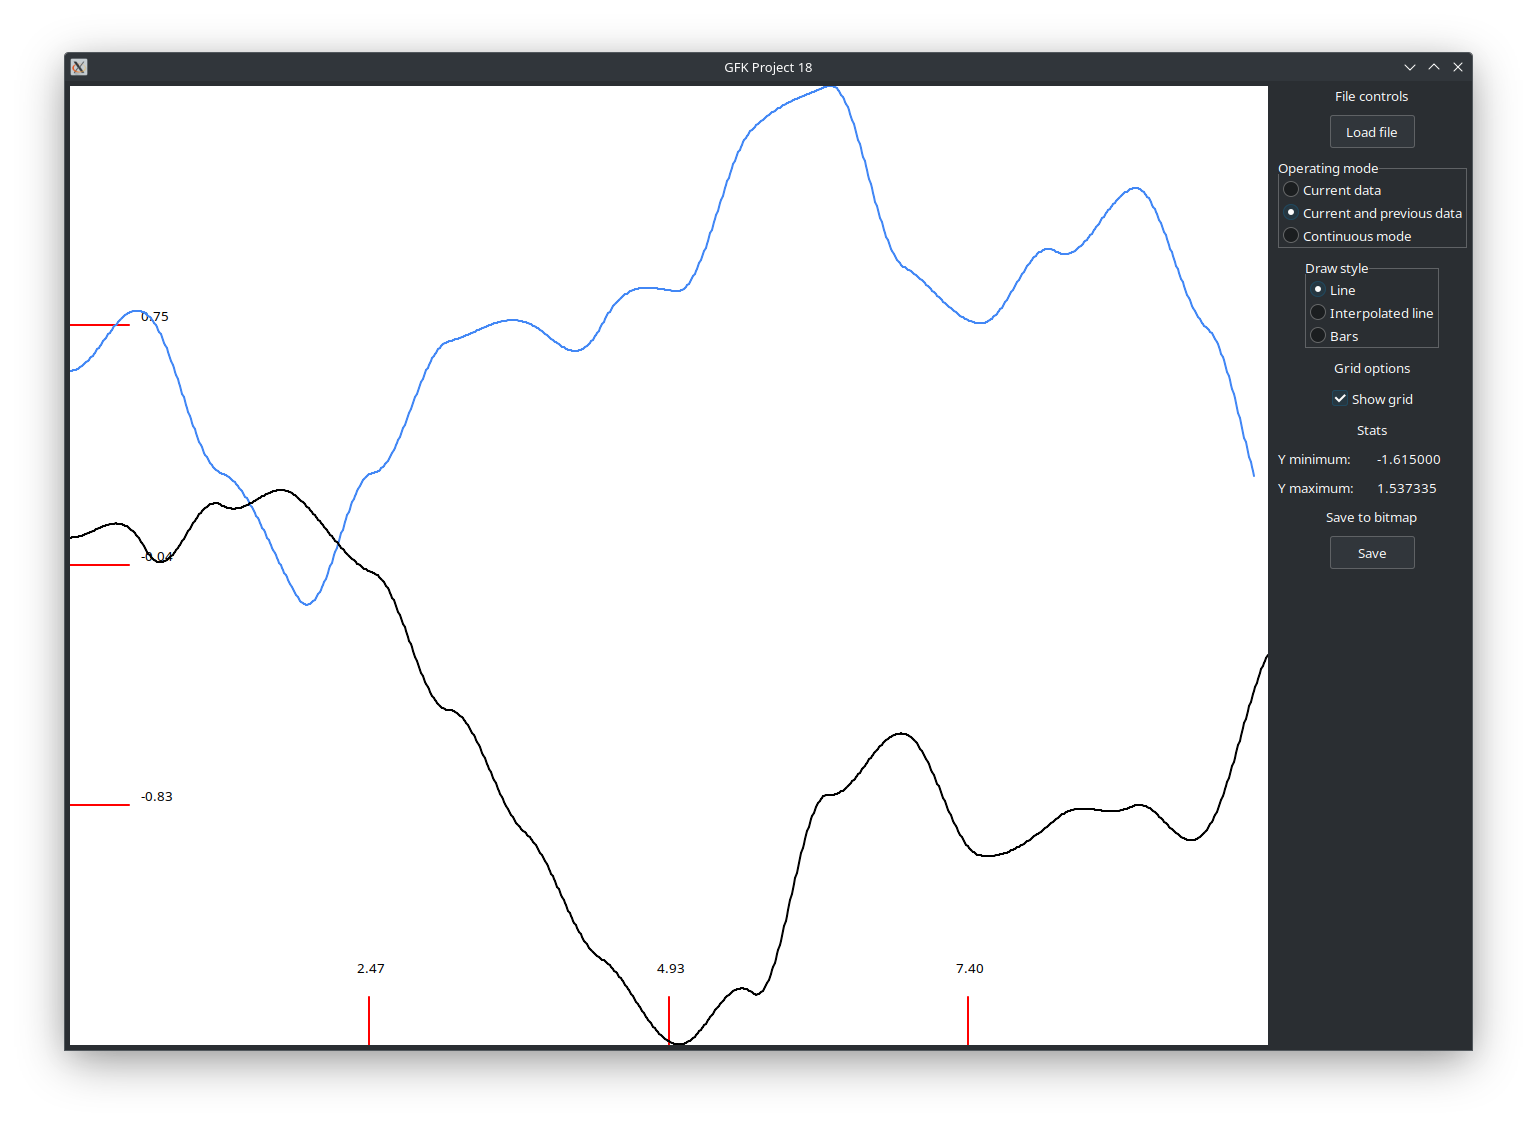 GFK Project 18
File controls
Load file
Operating mode
Current data
Current and previous data
Continuous mode
Draw style
Line
Interpolated line
Bars
Grid options
Show grid
Stats
Y minimum: -1.615000
Y maximum: 1.537335
Save to bitmap
Save
0.75
-0.04
-0.83
2.47 4.93 7.40